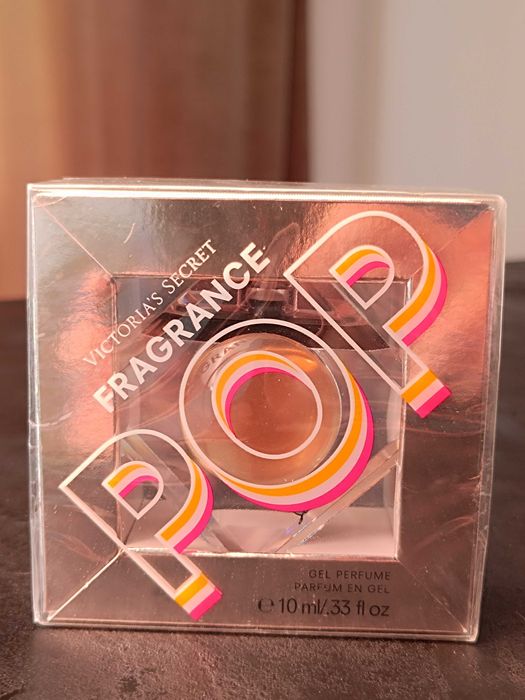 VICTORIA'S SECRET
FRAGRANCE
POP
GEL PERFUME
PARFUM EN GEL
℮ 10 ml/.33 fl oz